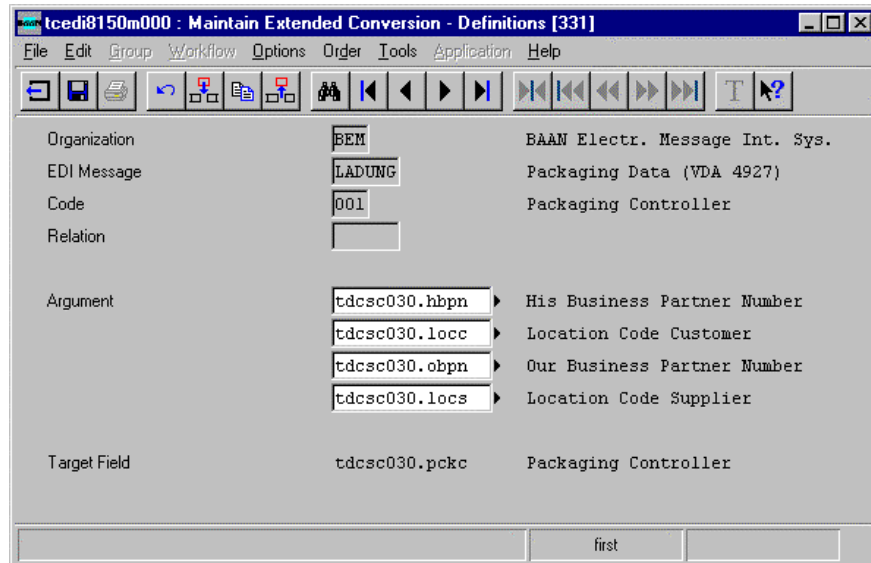 tcedi8150m000 : Maintain Extended Conversion - Definitions [331]
File Edit Group Workflow Options Order Tools Application Help
T ?
Organization BEM BAAN Electr. Message Int. Sys.
EDI Message LADUNG Packaging Data (VDA 4927)
Code 001 Packaging Controller
Relation
Argument tdcsc030.hbpn His Business Partner Number
tdcsc030.locc Location Code Customer
tdcsc030.obpn Our Business Partner Number
tdcsc030.locs Location Code Supplier
Target Field tdcsc030.pckc Packaging Controller
first